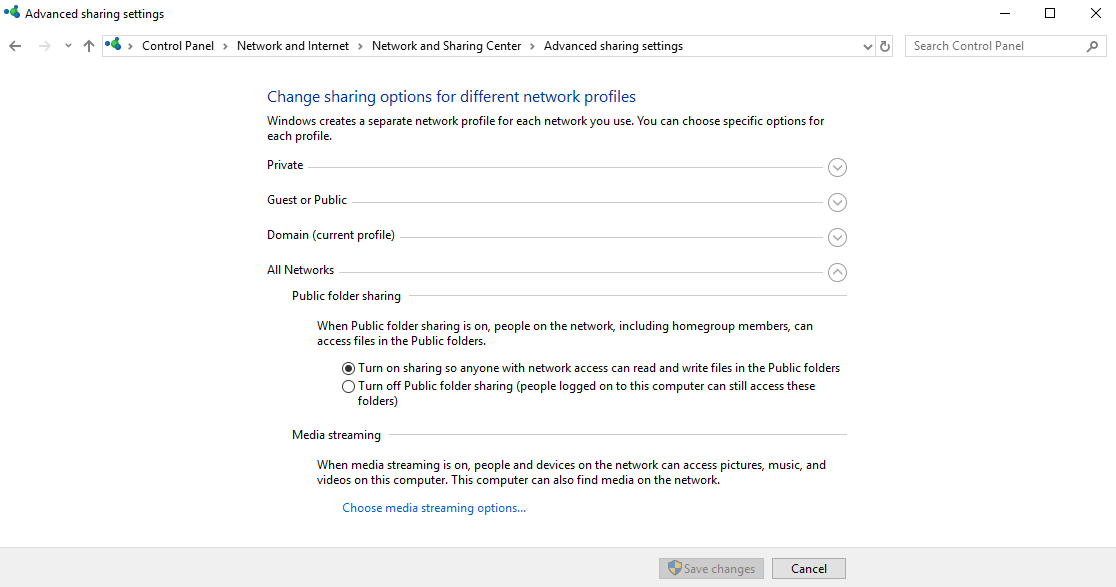 Advanced sharing settings
Control Panel > Network and Internet > Network and Sharing Center > Advanced sharing settings
Search Control Panel
Change sharing options for different network profiles
Windows creates a separate network profile for each network you use. You can choose specific options for
each profile.
Private
Guest or Public
Domain (current profile)
All Networks
Public folder sharing
When Public folder sharing is on, people on the network, including homegroup members, can
access files in the Public folders.
Turn on sharing so anyone with network access can read and write files in the Public folders
Turn off Public folder sharing (people logged on to this computer can still access these
folders)
Media streaming
When media streaming is on, people and devices on the network can access pictures, music, and
videos on this computer. This computer can also find media on the network.
Choose media streaming options...
Save changes
Cancel